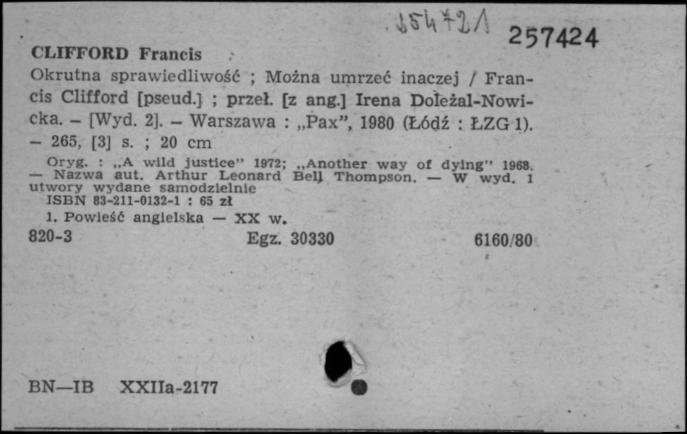 254721
257424
CLIFFORD Francis
Okrutna sprawiedliwość ; Można umrzeć inaczej / Fran-
cis Clifford [pseud.] ; przeł. [z ang.] Irena Doleżal-Nowi-
cka. — [Wyd. 2]. — Warszawa : „Pax”, 1980 (Łódź : ŁZG 1).
— 265, [3] s. ; 20 cm
Oryg. : „A wild justice” 1972; „Another way of dying” 1968.
— Nazwa aut. Arthur Leonard Bell Thompson. — W wyd. 1
utwory wydane samodzielnie
ISBN 83-211-0132-1 : 65 zł
1. Powieść angielska — XX w.
820-3 Egz. 30330 6160/80
BN—IB XXIIa-2177